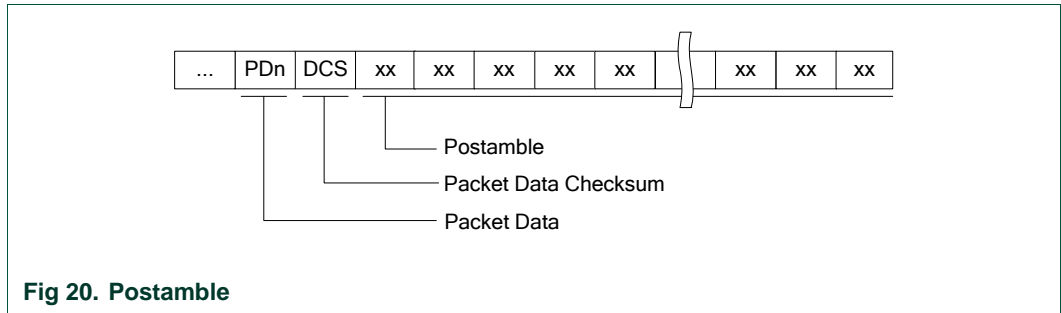 ... PDn DCS xx xx xx xx xx xx xx xx
Postamble
Packet Data Checksum
Packet Data
Fig 20. Postamble